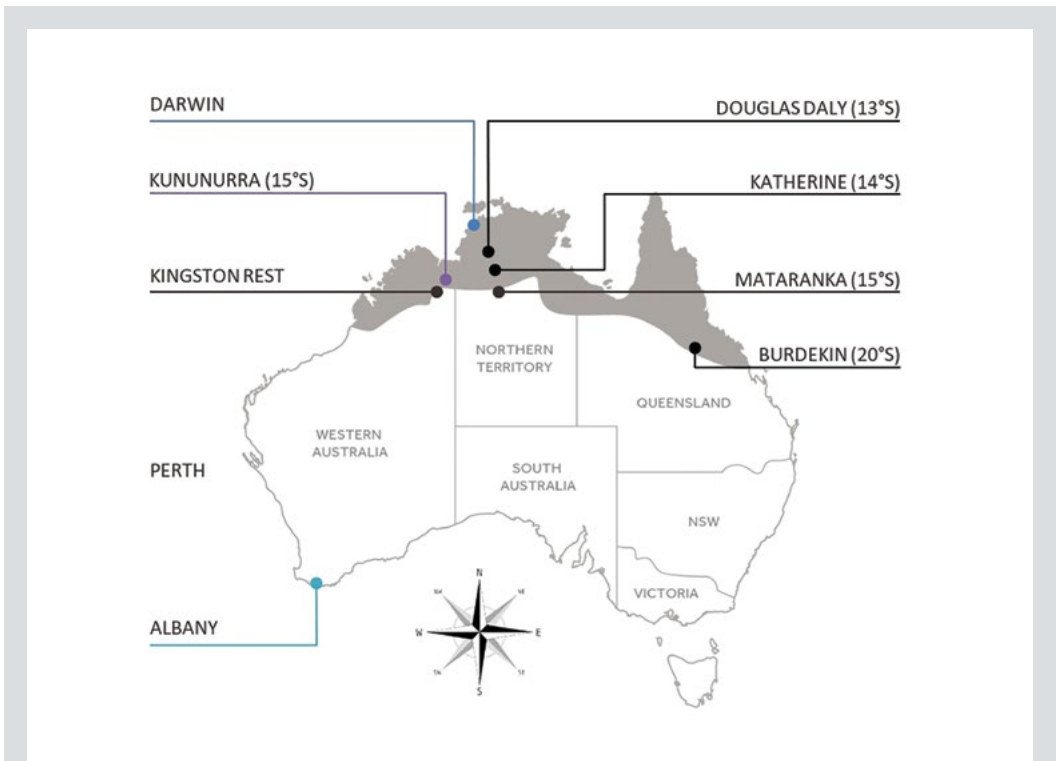 DARWIN
DOUGLAS DALY (13°S)
KUNUNURRA (15°S)
KATHERINE (14°S)
KINGSTON REST
MATARANKA (15°S)
BURDEKIN (20°S)
NORTHERN
TERRITORY
QUEENSLAND
WESTERN
AUSTRALIA
PERTH
SOUTH
AUSTRALIA
NSW
VICTORIA
ALBANY
N
W
E
S